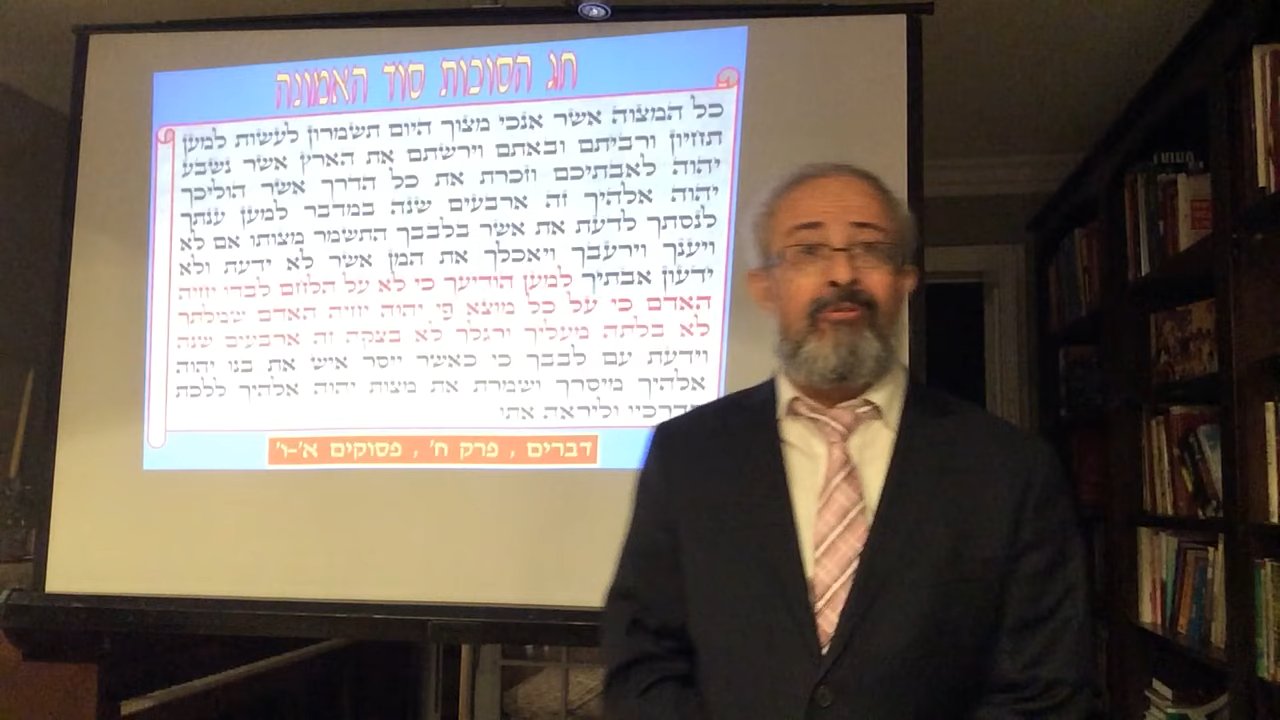 חג הסוכות סוד האמונה
כל המצוה אשר אנכי מצוך היום תשמרון לעשות למען
תחיון ורביתם ובאתם וירשתם את הארץ אשר נשבע
יהוה לאבתיכם וזכרת את כל הדרך אשר הוליכך
יהוה אלהיך זה ארבעים שנה במדבר למען ענתך
לנסתך לדעת את אשר בלבבך התשמר מצותו אם לא
ויענך וירעבך ויאכלך את המן אשר לא ידעת ולא
ידעון אבתיך למען הודיעך כי לא על הלחם לבדו יחיה
האדם כי על כל מוצא פי יהוה יחיה האדם שמלתך
לא בלתה מעליך ורגלך לא בצקה זה ארבעים שנה
וידעת עם לבבך כי כאשר ייסר איש את בנו יהוה
אלהיך מיסרך ושמרת את מצות יהוה אלהיך ללכת
בדרכיו וליראה אתו
דברים , פרק ח' , פסוקים א'-ו'